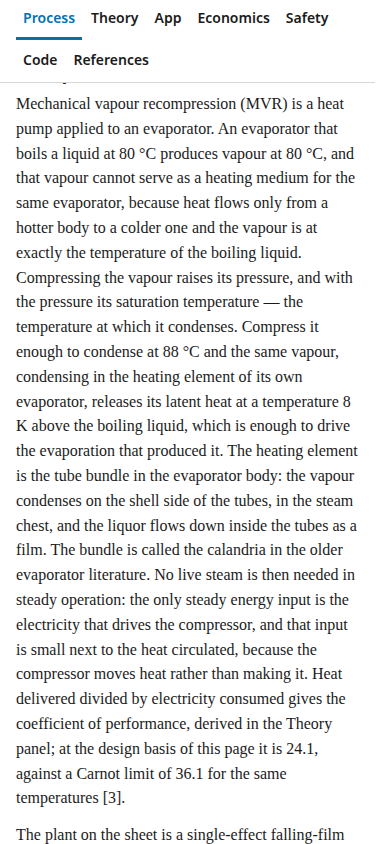 Process Theory App Economics Safety
Code References
Mechanical vapour recompression (MVR) is a heat
pump applied to an evaporator. An evaporator that
boils a liquid at 80 °C produces vapour at 80 °C, and
that vapour cannot serve as a heating medium for the
same evaporator, because heat flows only from a
hotter body to a colder one and the vapour is at
exactly the temperature of the boiling liquid.
Compressing the vapour raises its pressure, and with
the pressure its saturation temperature — the
temperature at which it condenses. Compress it
enough to condense at 88 °C and the same vapour,
condensing in the heating element of its own
evaporator, releases its latent heat at a temperature 8
K above the boiling liquid, which is enough to drive
the evaporation that produced it. The heating element
is the tube bundle in the evaporator body: the vapour
condenses on the shell side of the tubes, in the steam
chest, and the liquor flows down inside the tubes as a
film. The bundle is called the calandria in the older
evaporator literature. No live steam is then needed in
steady operation: the only steady energy input is the
electricity that drives the compressor, and that input
is small next to the heat circulated, because the
compressor moves heat rather than making it. Heat
delivered divided by electricity consumed gives the
coefficient of performance, derived in the Theory
panel; at the design basis of this page it is 24.1,
against a Carnot limit of 36.1 for the same
temperatures [3].
The plant on the sheet is a single-effect falling-film